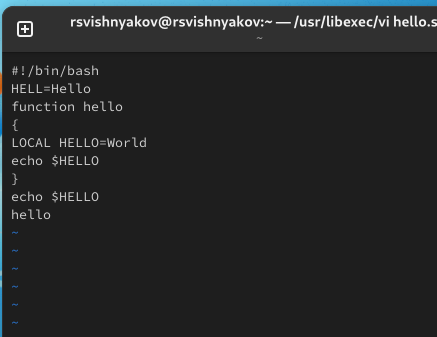 rsvishnyakov@rsvishnyakov:~ — /usr/libexec/vi hello.s
~
#!/bin/bash
HELL=Hello
function hello
{
LOCAL HELLO=World
echo $HELLO
}
echo $HELLO
hello
~
~
~
~
~
~